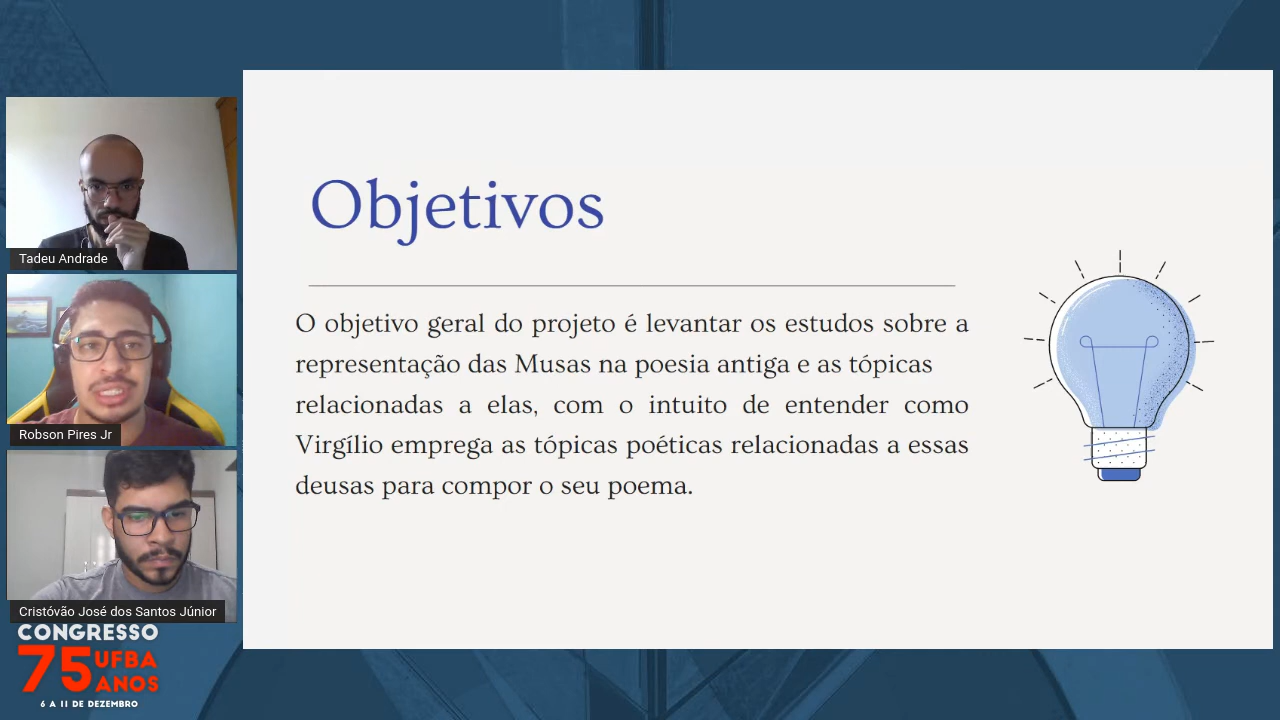 Objetivos
O objetivo geral do projeto é levantar os estudos sobre a
representação das Musas na poesia antiga e as tópicas
relacionadas a elas, com o intuito de entender como
Virgílio emprega as tópicas poéticas relacionadas a essas
deusas para compor o seu poema.
Tadeu Andrade
Robson Pires Jr
Cristóvão José dos Santos Júnior
CONGRESSO
75 UFBA
ANOS
6 A 11 DE DEZEMBRO